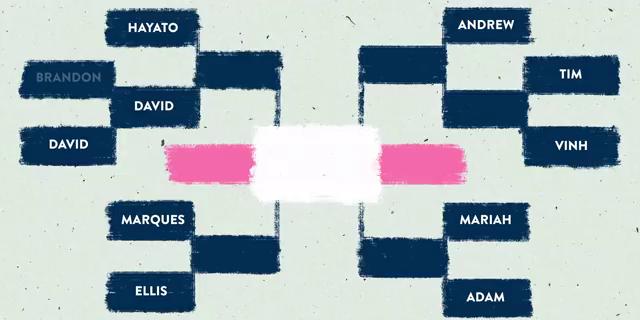 HAYATO
BRANDON
DAVID
DAVID
MARQUES
ELLIS
ANDREW
TIM
VINH
MARIAH
ADAM